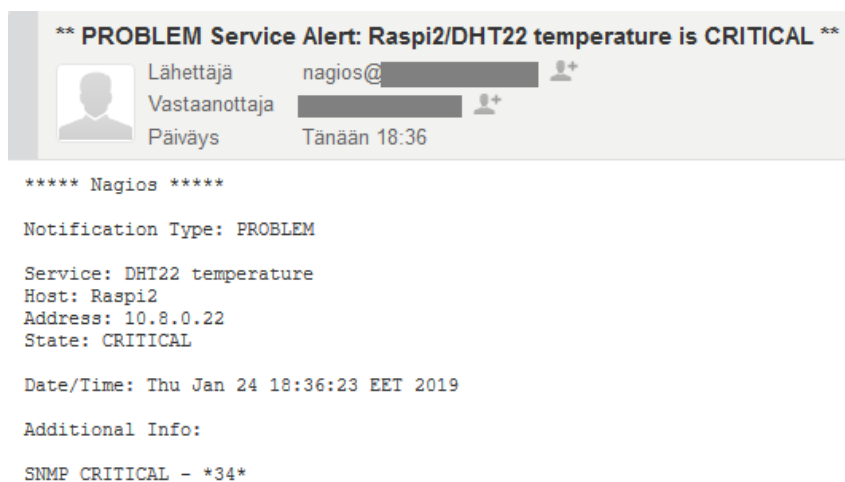 ** PROBLEM Service Alert: Raspi2/DHT22 temperature is CRITICAL **
Lähettäjä nagios@
Vastaanottaja
Päiväys Tänään 18:36
***** Nagios *****
Notification Type: PROBLEM
Service: DHT22 temperature
Host: Raspi2
Address: 10.8.0.22
State: CRITICAL
Date/Time: Thu Jan 24 18:36:23 EET 2019
Additional Info:
SNMP CRITICAL - *34*